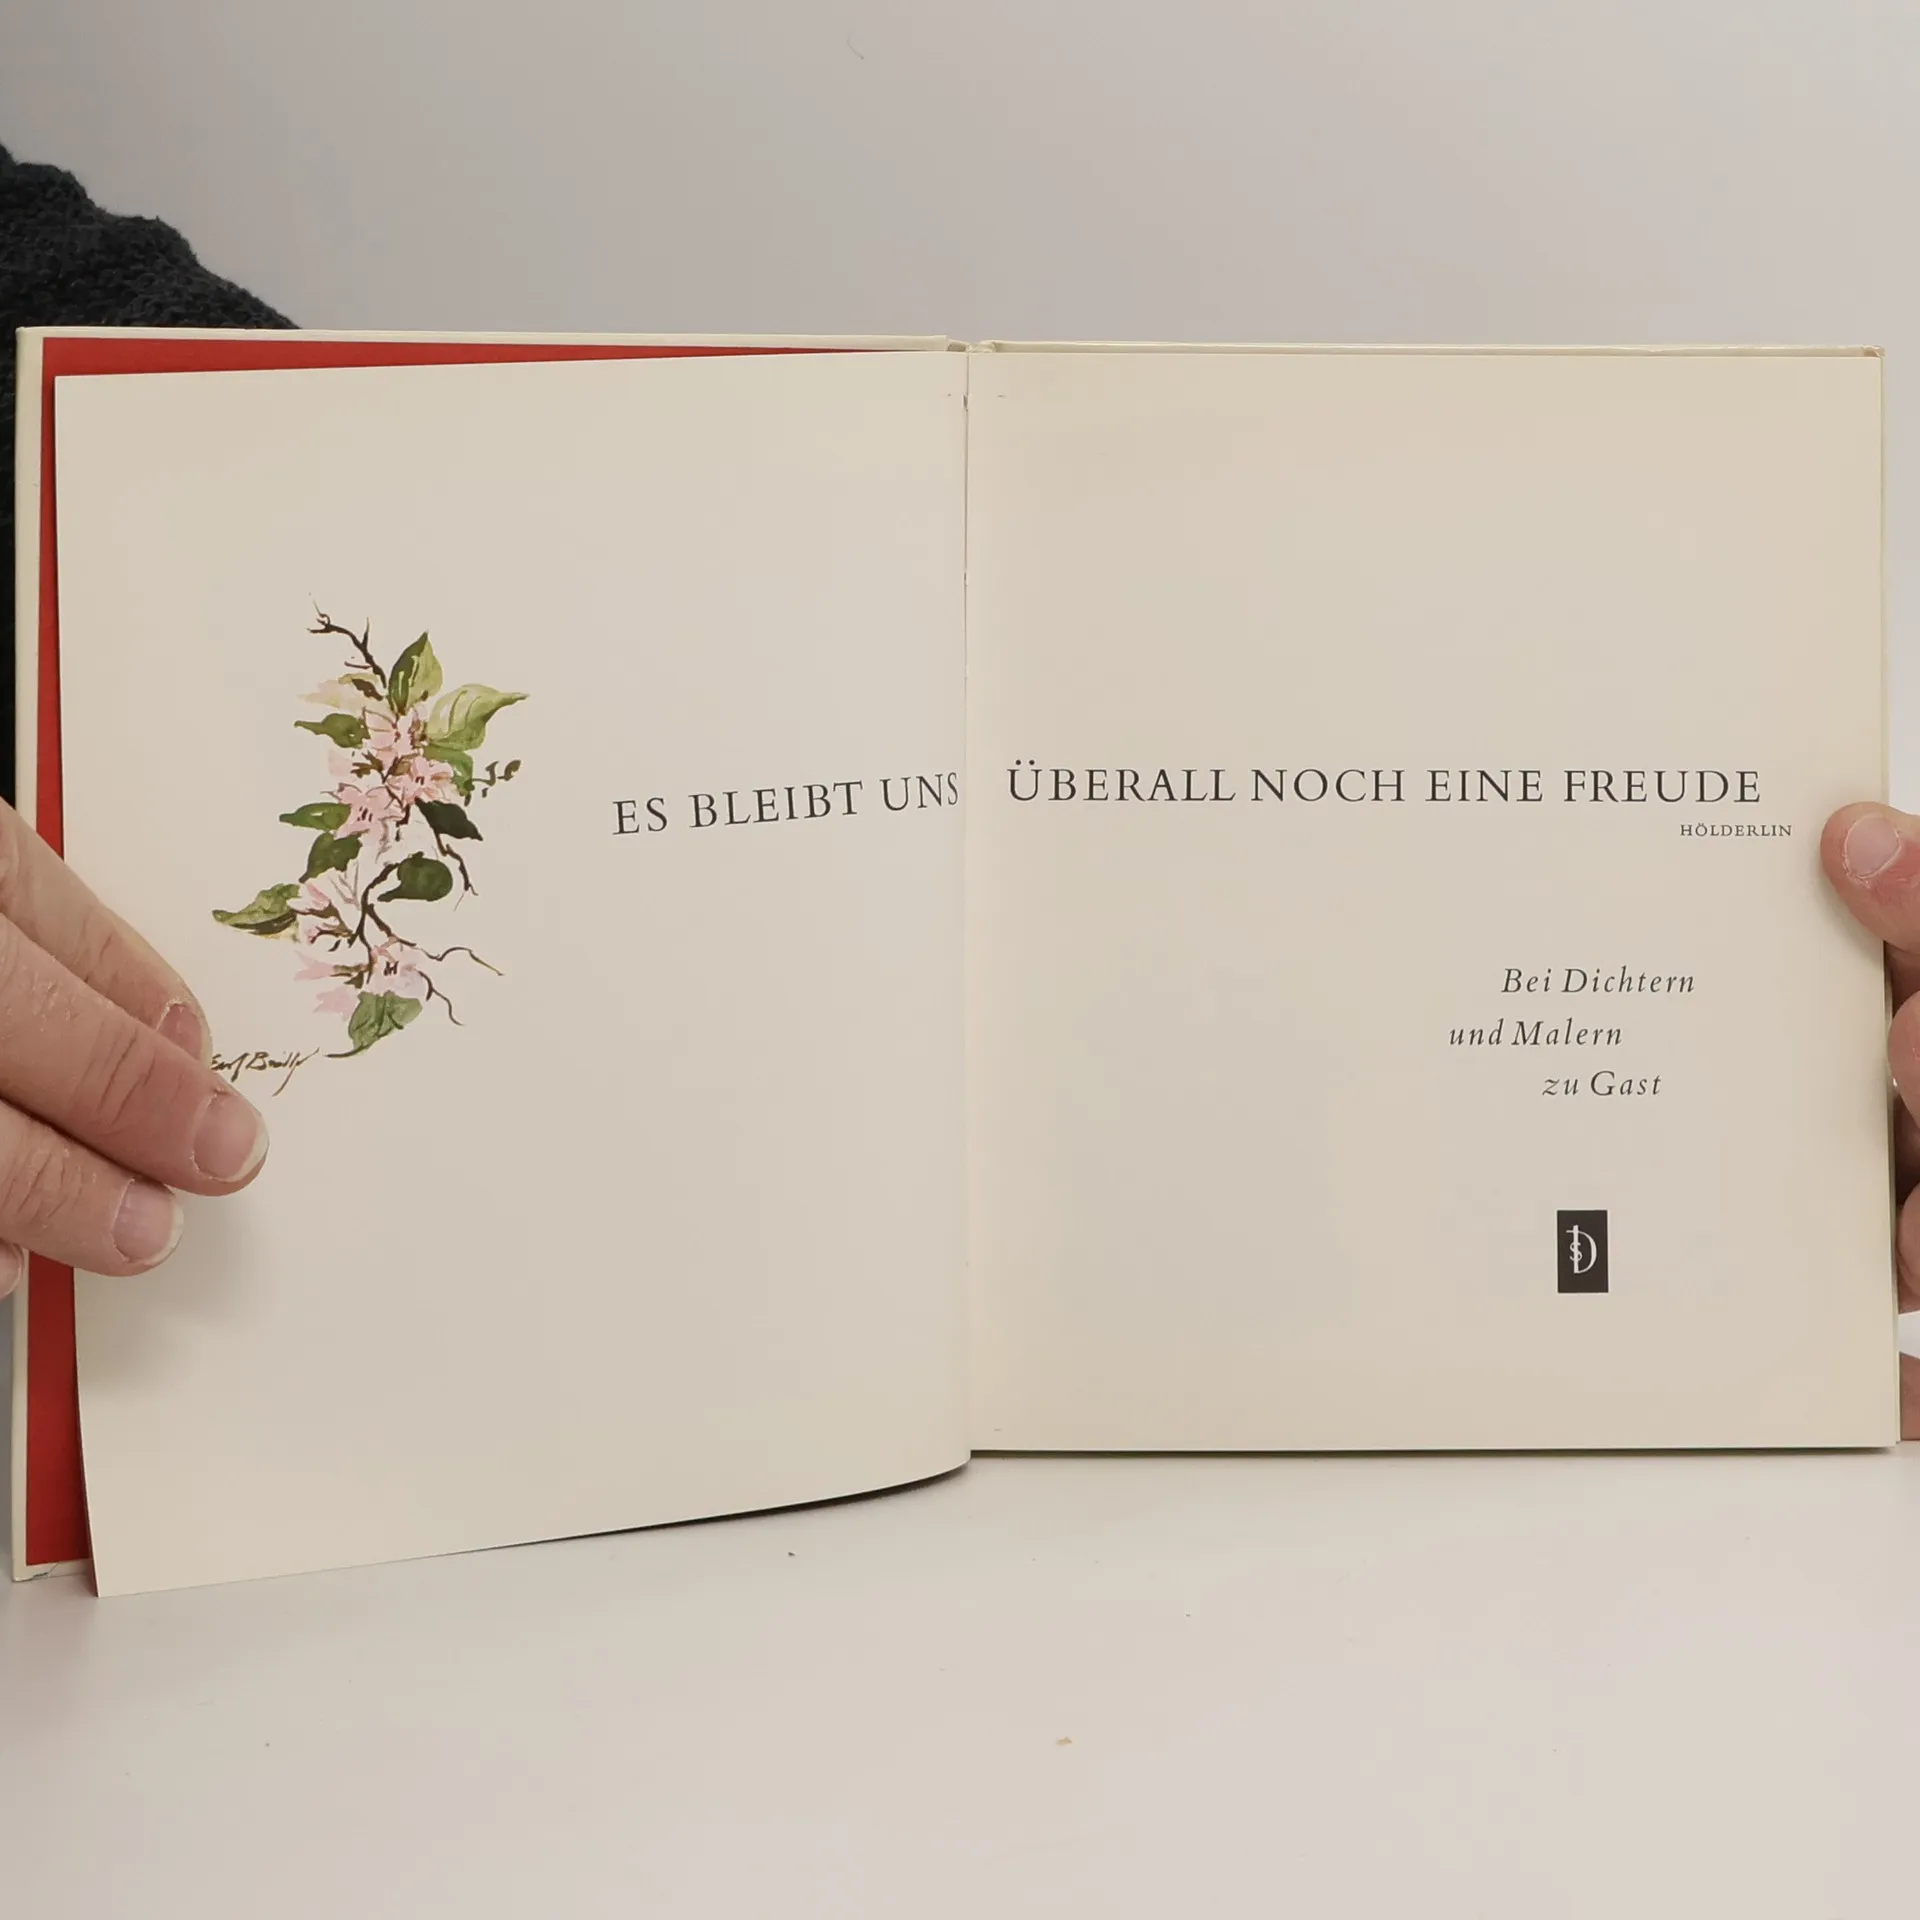 ES BLEIBT UNS ÜBERALL NOCH EINE FREUDE
HÖLDERLIN
Bei Dichtern
und Malern
zu Gast